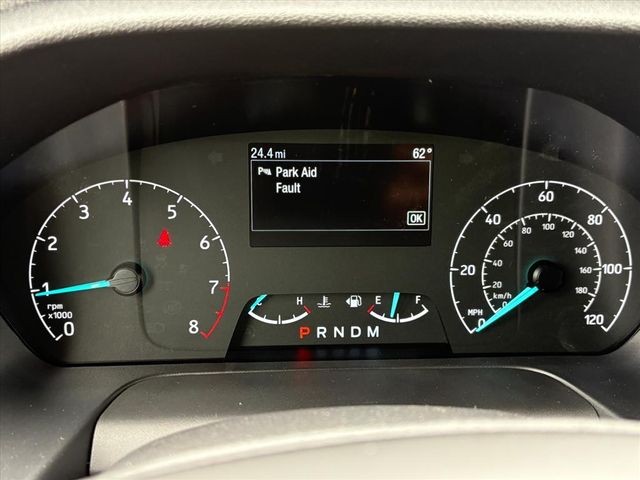 24.4 mi 62°
Park Aid
Fault
OK
0 1 2 3 4 5 6 7 8
rpm
x1000
C H
E F
P R N D M
0 20 40 60 80 100 120
MPH
20 40 60 80 100 120 140 160 180
km/h